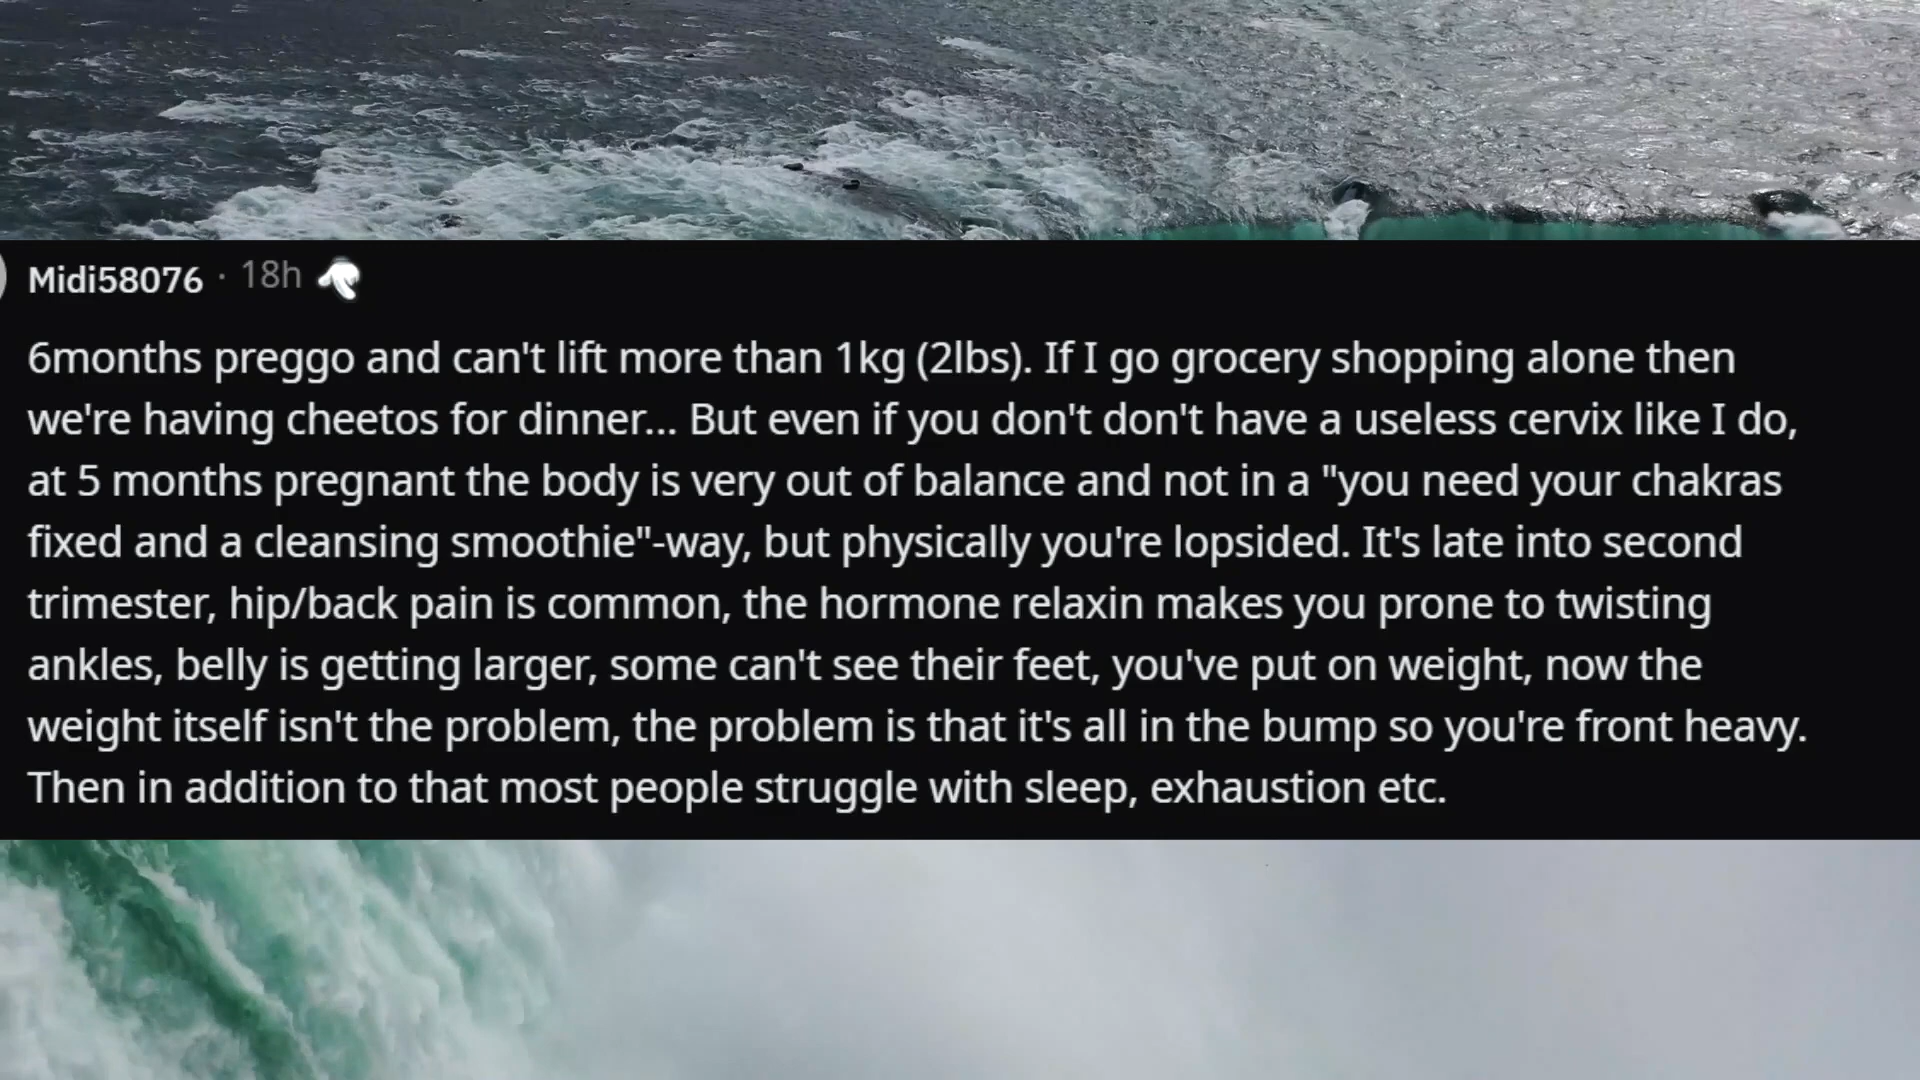 Midi58076 · 18h
6months preggo and can't lift more than 1kg (2lbs). If I go grocery shopping alone then
we're having cheetos for dinner... But even if you don't don't have a useless cervix like I do,
at 5 months pregnant the body is very out of balance and not in a "you need your chakras
fixed and a cleansing smoothie"-way, but physically you're lopsided. It's late into second
trimester, hip/back pain is common, the hormone relaxin makes you prone to twisting
ankles, belly is getting larger, some can't see their feet, you've put on weight, now the
weight itself isn't the problem, the problem is that it's all in the bump so you're front heavy.
Then in addition to that most people struggle with sleep, exhaustion etc.